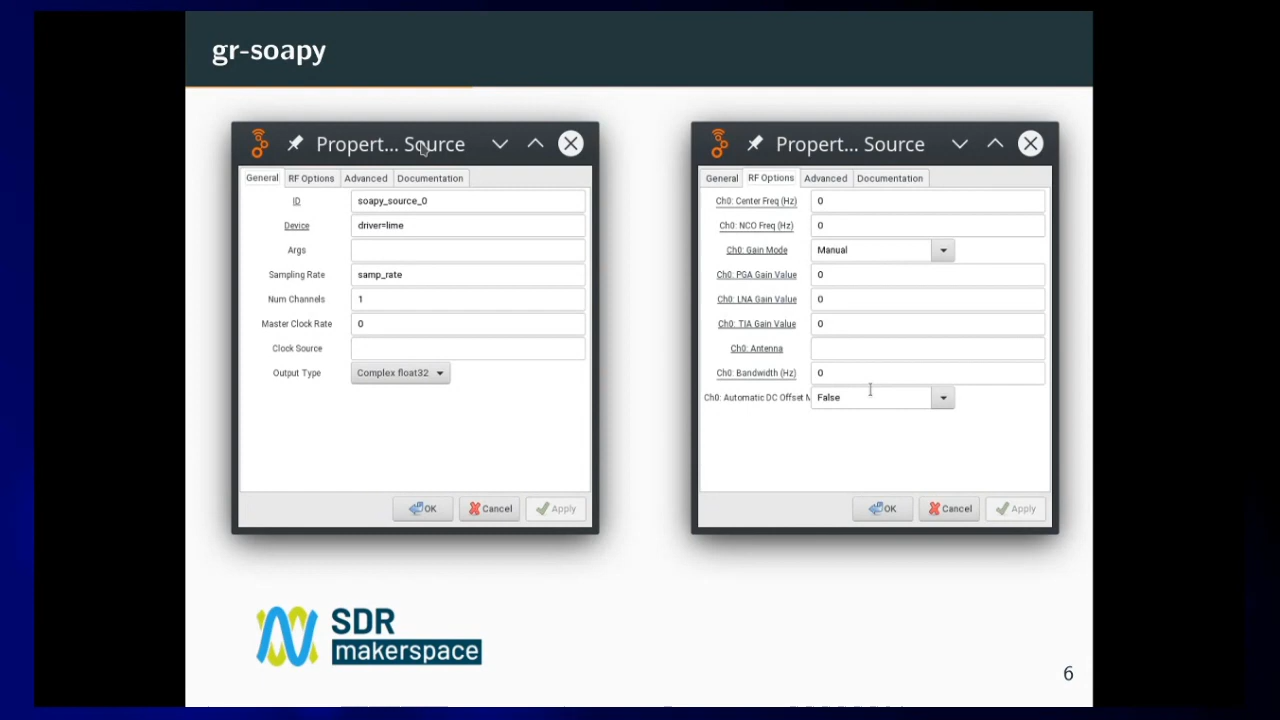 gr-soapy
Propert... Source
General RF Options Advanced Documentation
ID soapy_source_0
Device driver=lime
Args
Sampling Rate samp_rate
Num Channels 1
Master Clock Rate 0
Clock Source
Output Type Complex float32
OK Cancel Apply
Propert... Source
General RF Options Advanced Documentation
Ch0: Center Freq (Hz) 0
Ch0: NCO Freq (Hz) 0
Ch0: Gain Mode Manual
Ch0: PGA Gain Value 0
Ch0: LNA Gain Value 0
Ch0: TIA Gain Value 0
Ch0: Antenna
Ch0: Bandwidth (Hz) 0
Ch0: Automatic DC Offset M False
OK Cancel Apply
SDR
makerspace
6